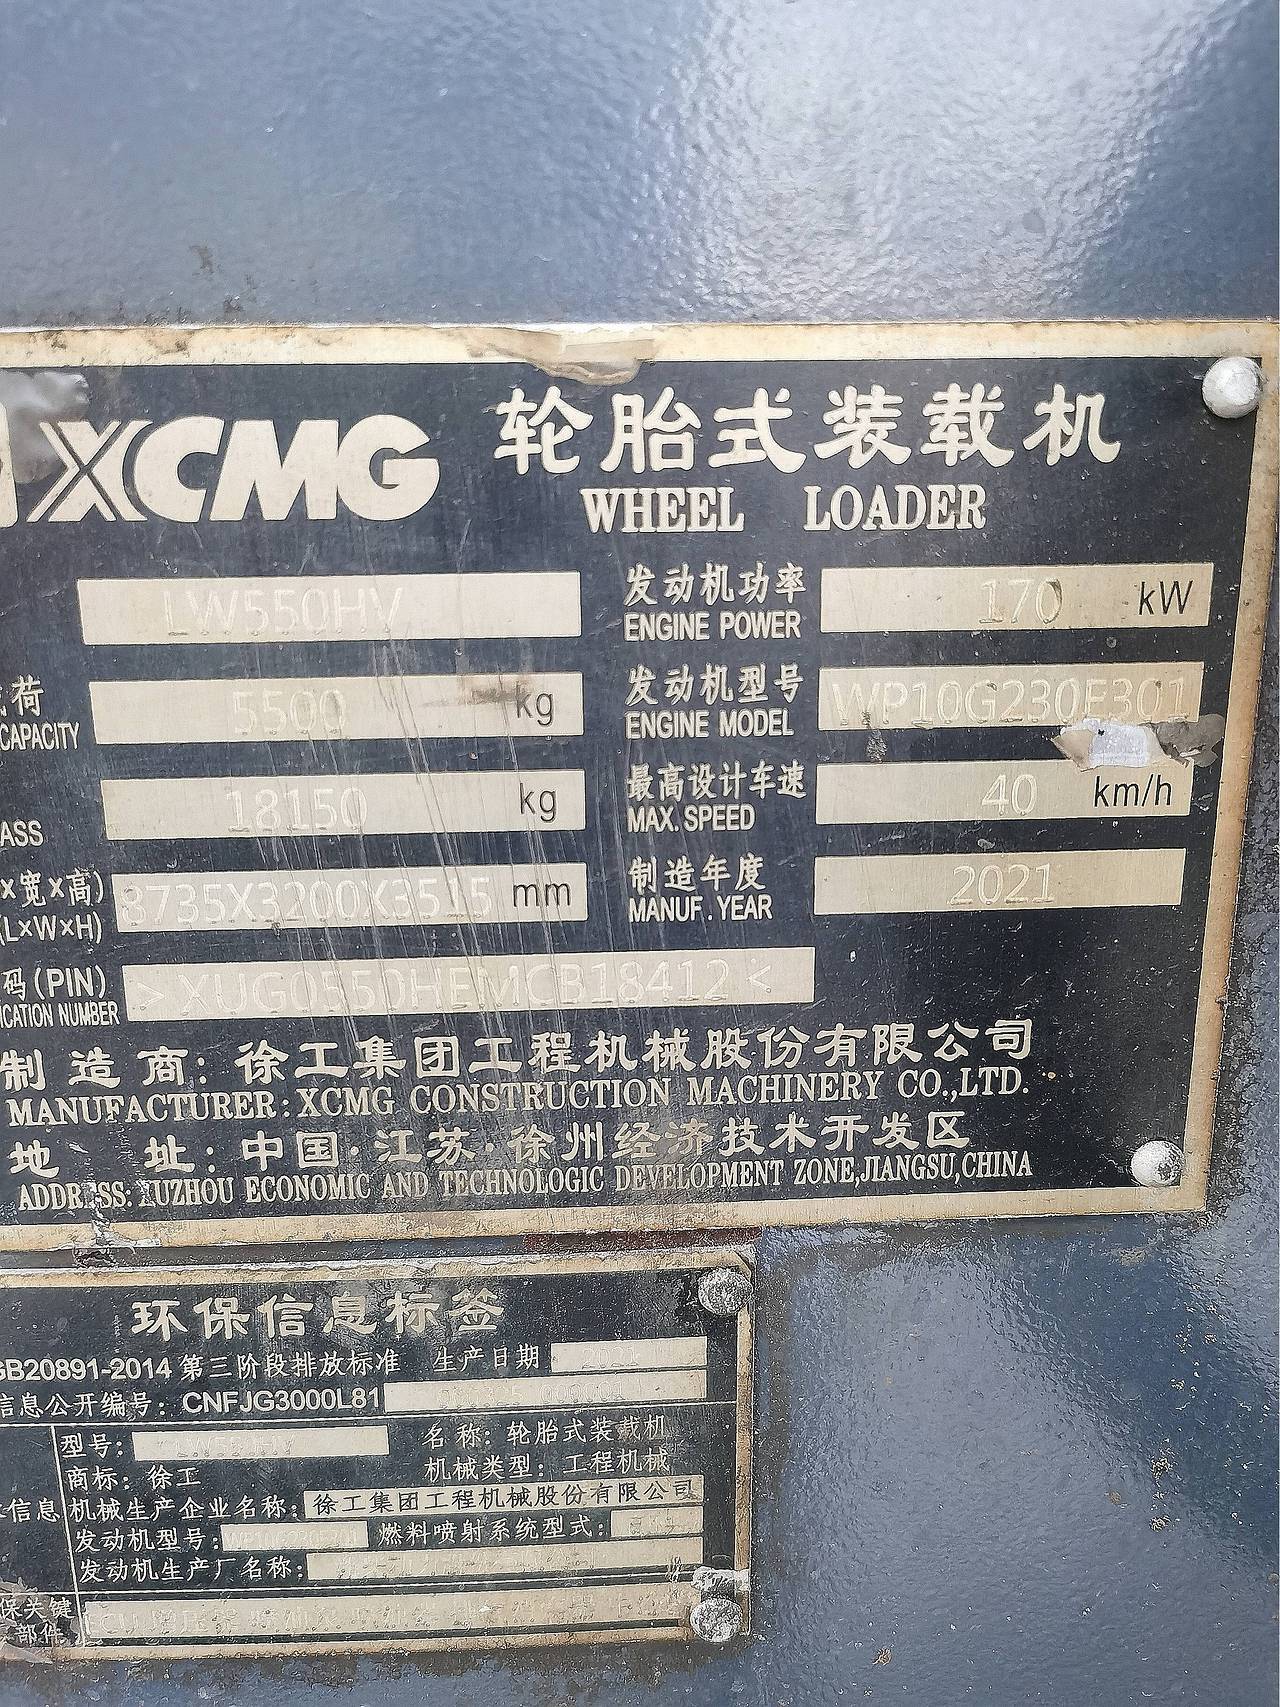 XCMG 轮胎式装载机
WHEEL LOADER
LW550HV 发动机功率 170 kW
ENGINE POWER
荷 5500 kg 发动机型号 WP10G230E301
CAPACITY ENGINE MODEL
18150 kg 最高设计车速 40 km/h
ASS MAX. SPEED
×宽×高) 8735X3200X3515 mm 制造年度 2021
(L×W×H) MANUF. YEAR
码(PIN) >XUG0550HEMCB18412<
ICATION NUMBER
制造商: 徐工集团工程机械股份有限公司
MANUFACTURER: XCMG CONSTRUCTION MACHINERY CO.,LTD.
地 址: 中国·江苏·徐州经济技术开发区
ADDRESS: XUZHOU ECONOMIC AND TECHNOLOGIC DEVELOPMENT ZONE,JIANGSU,CHINA
环保信息标签
GB20891-2014 第三阶段排放标准 生产日期 2021
信息公开编号: CNFJG3000L81
型号: LW550HV 名称: 轮胎式装载机
商标: 徐工 机械类型: 工程机械
信息 机械生产企业名称: 徐工集团工程机械股份有限公司
发动机型号: WP10G230E301 燃料喷射系统型式:
发动机生产厂名称:
保关键
部件 ECU